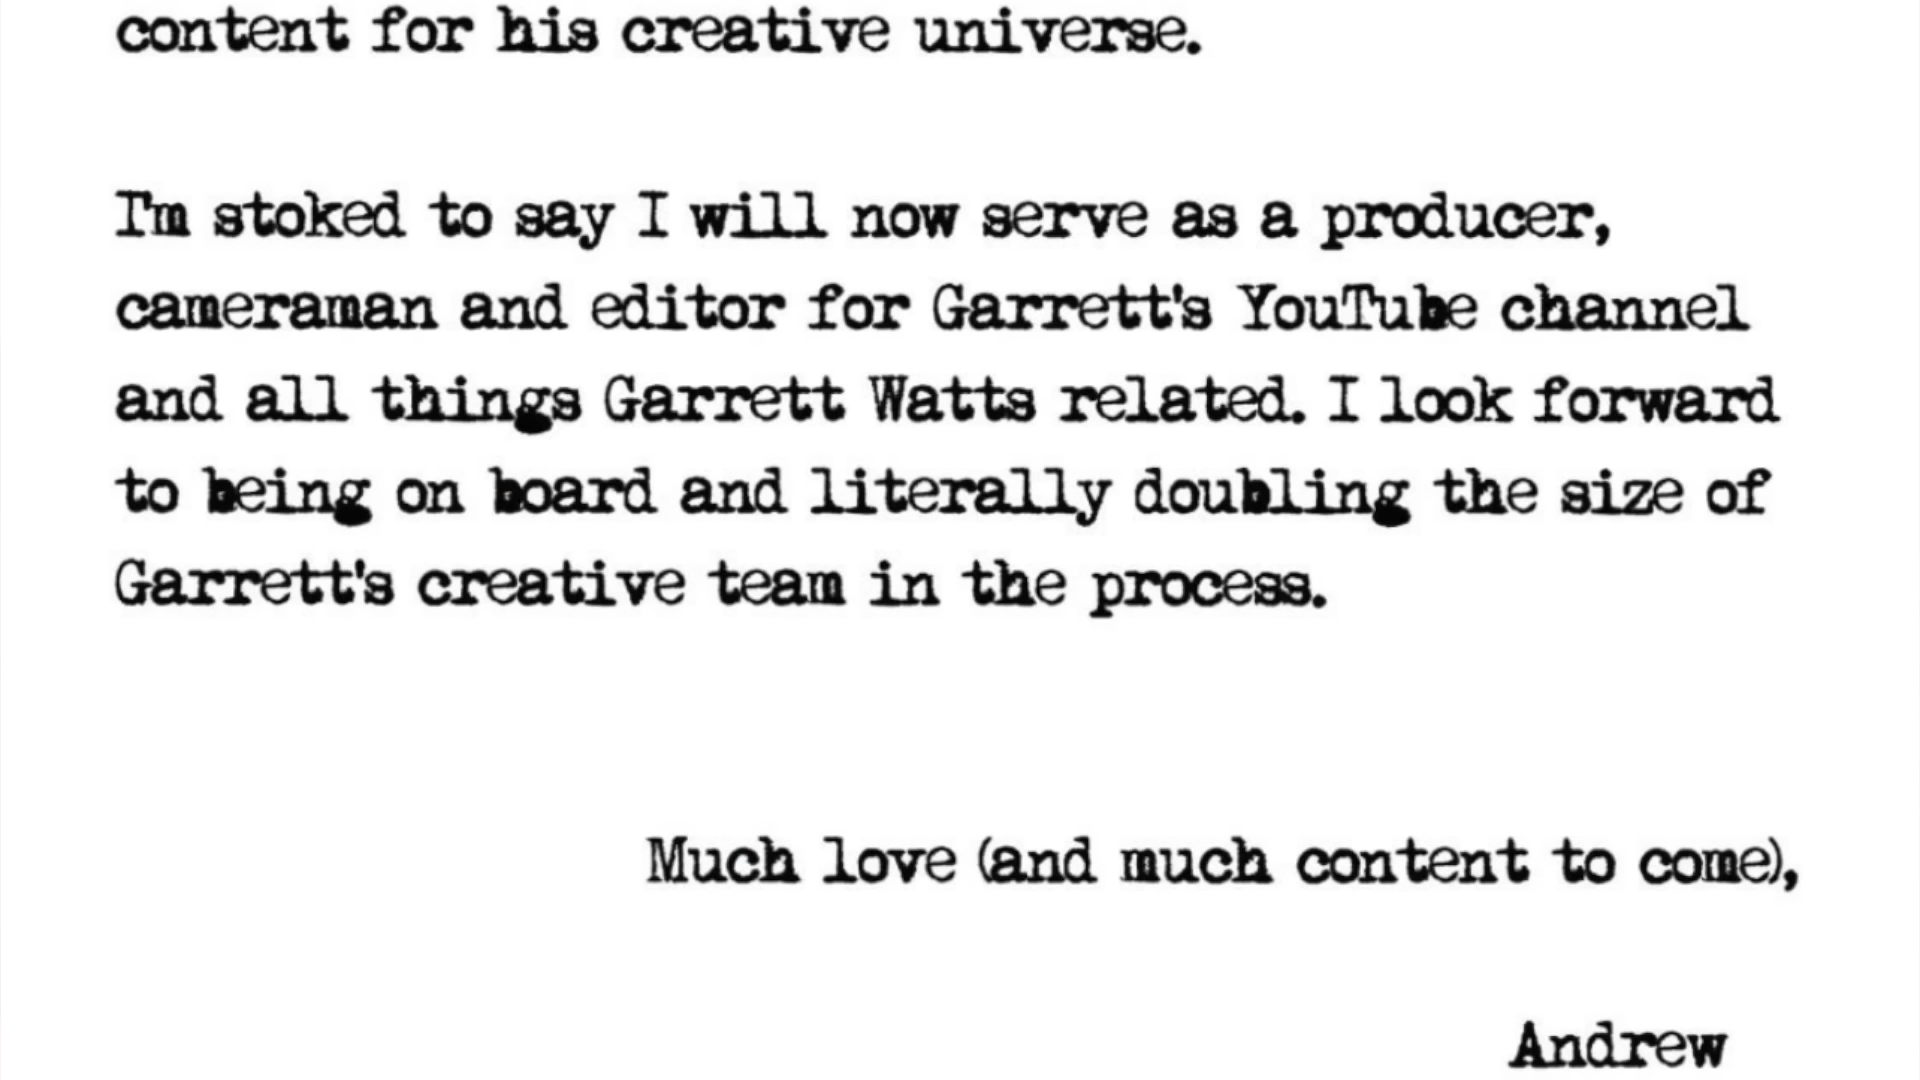 content for his creative universe.
I'm stoked to say I will now serve as a producer,
cameraman and editor for Garrett's YouTube channel
and all things Garrett Watts related. I look forward
to being on board and literally doubling the size of
Garrett's creative team in the process.
Much love (and much content to come),
Andrew